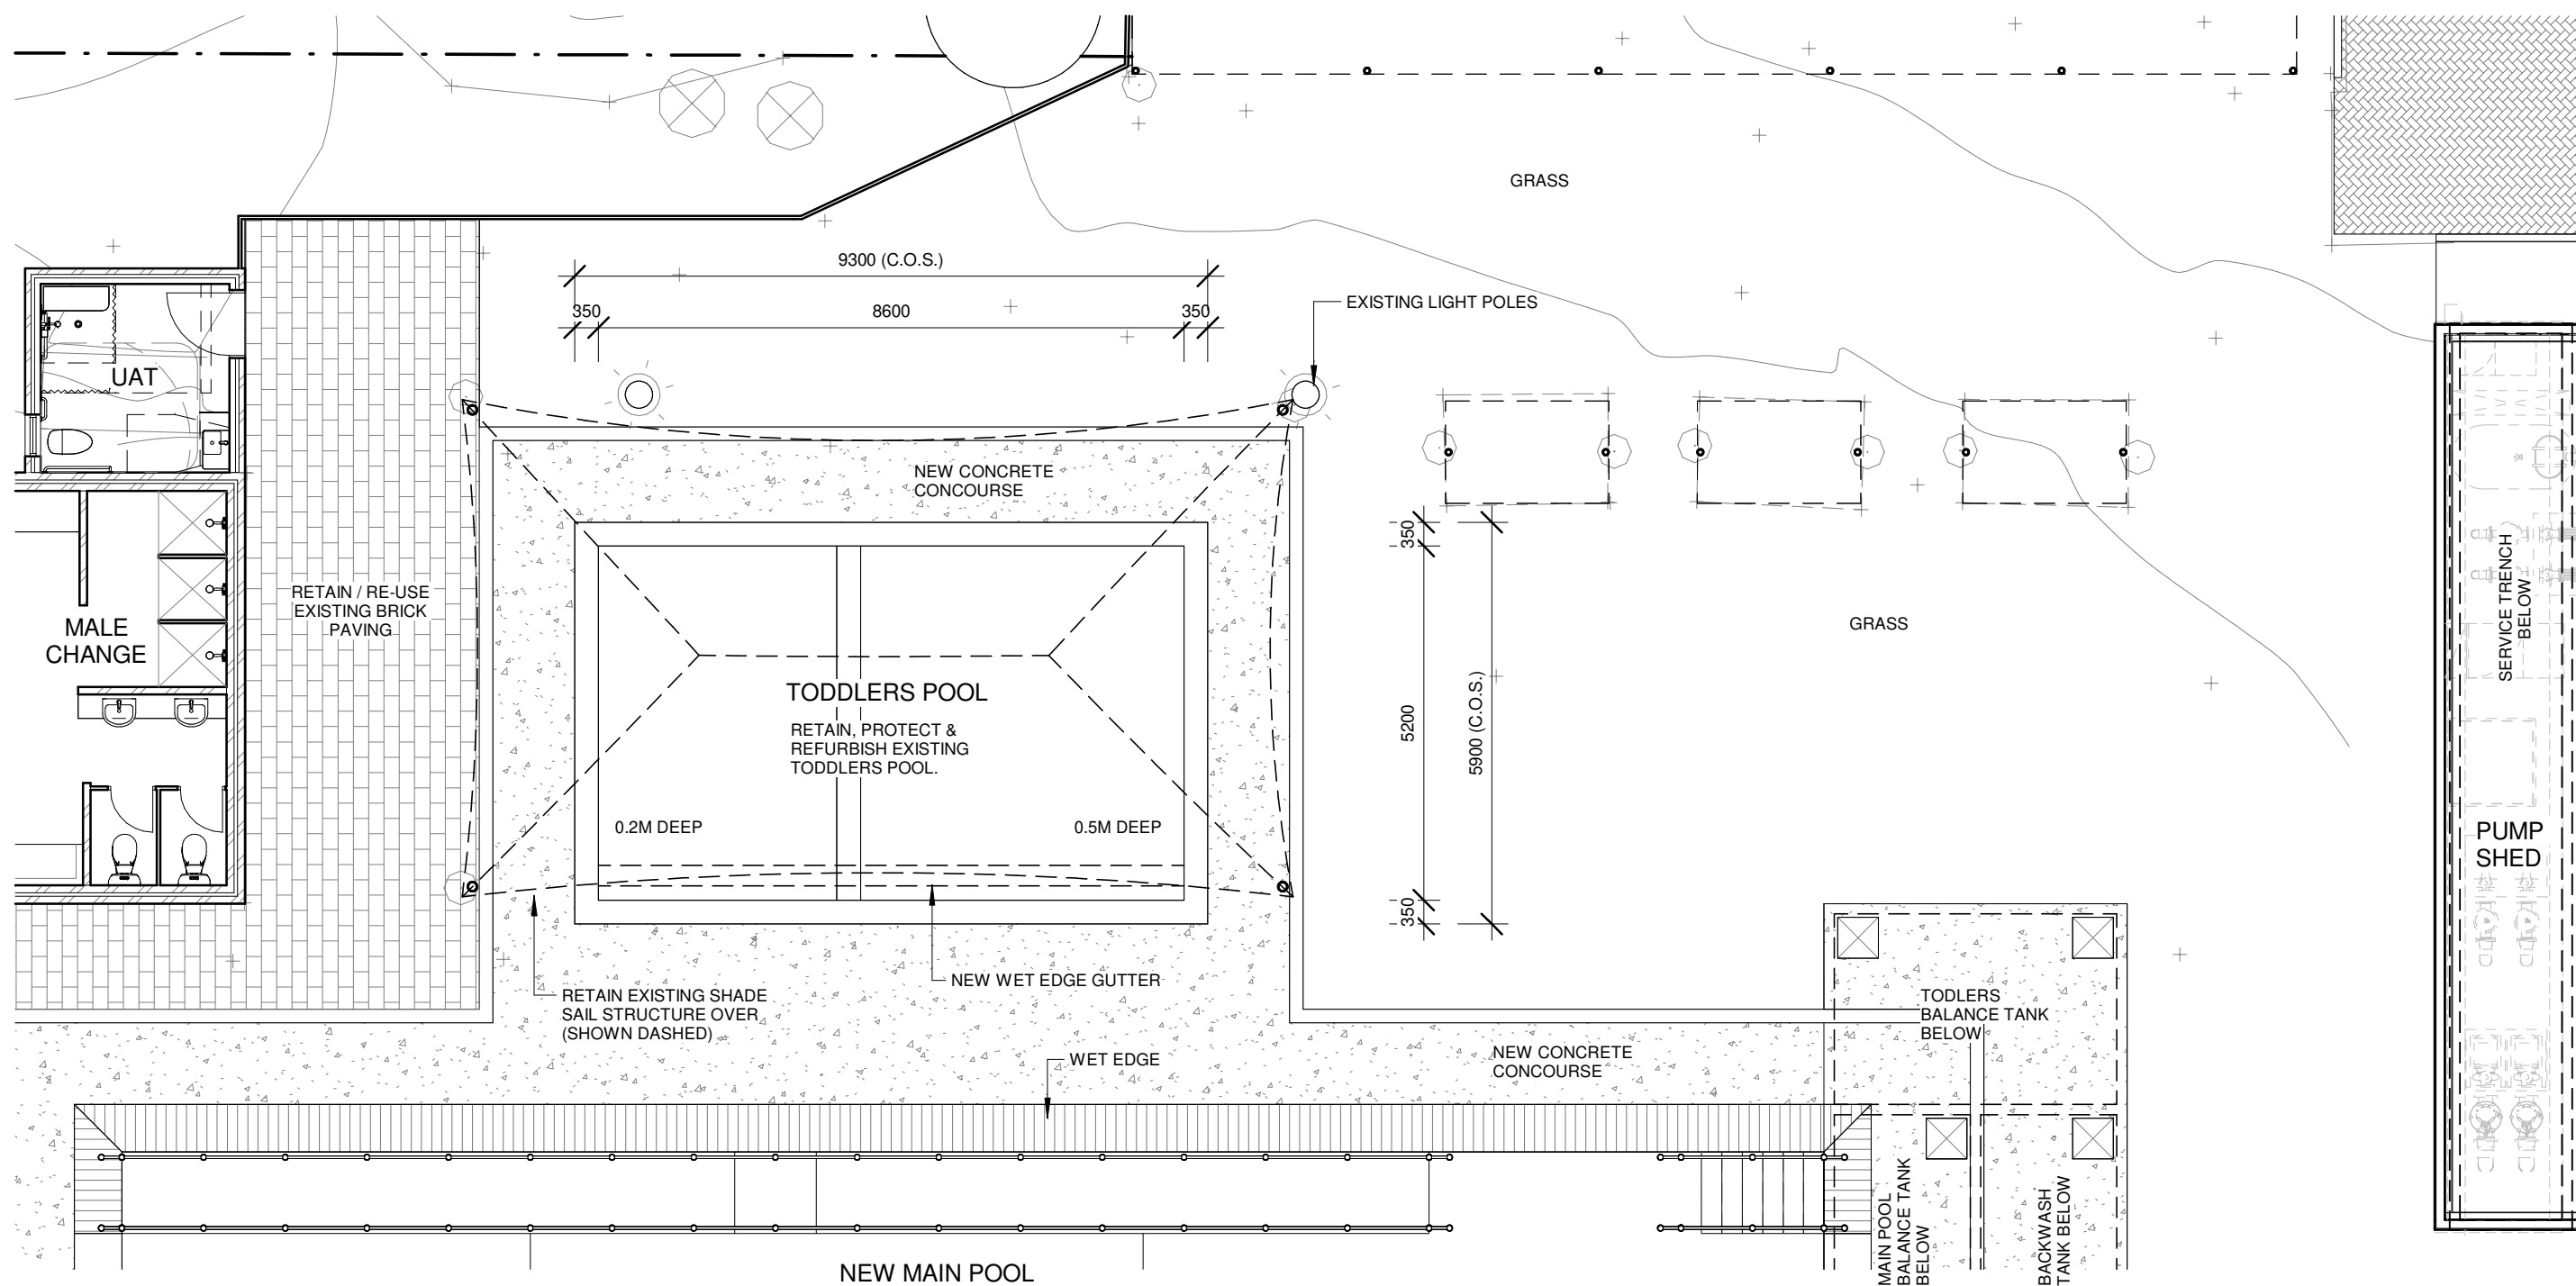 GRASS
9300 (C.O.S.)
350
8600
350
EXISTING LIGHT POLES
UAT
NEW CONCRETE
CONCOURSE
350
RETAIN / RE-USE
EXISTING BRICK
PAVING
MALE
CHANGE
GRASS
SERVICE TRENCH
BELOW
TODDLERS POOL
RETAIN, PROTECT &
REFURBISH EXISTING
TODDLERS POOL.
5200
5900 (C.O.S.)
0.2M DEEP
0.5M DEEP
PUMP
SHED
350
NEW WET EDGE GUTTER
RETAIN EXISTING SHADE
SAIL STRUCTURE OVER
(SHOWN DASHED)
TODLERS
BALANCE TANK
BELOW
WET EDGE
NEW CONCRETE
CONCOURSE
MAIN POOL
BALANCE TANK
BELOW
BACKWASH
TANK BELOW
NEW MAIN POOL